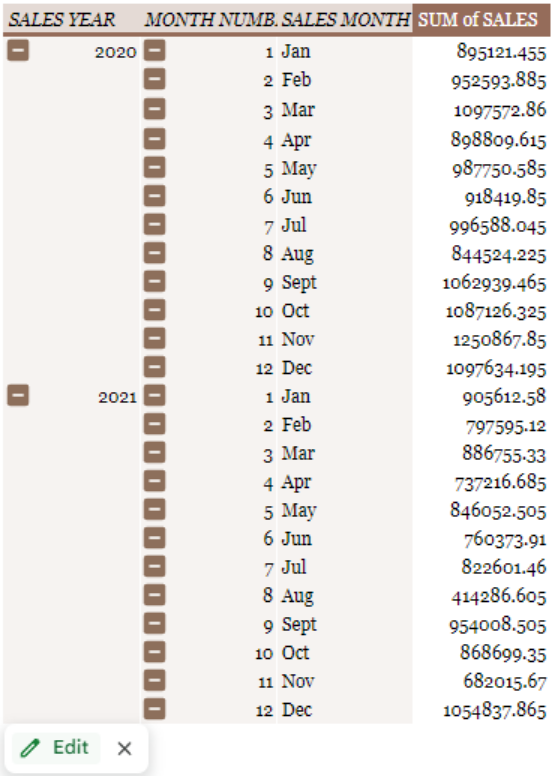 SALES YEAR MONTH NUMB. SALES MONTH SUM of SALES
2020 1 Jan 895121.455
2 Feb 952593.885
3 Mar 1097572.86
4 Apr 898809.615
5 May 987750.585
6 Jun 918419.85
7 Jul 996588.045
8 Aug 844524.225
9 Sept 1062939.465
10 Oct 1087126.325
11 Nov 1250867.85
12 Dec 1097634.195
2021 1 Jan 905612.58
2 Feb 797595.12
3 Mar 886755.33
4 Apr 737216.685
5 May 846052.505
6 Jun 760373.91
7 Jul 822601.46
8 Aug 414286.605
9 Sept 954008.505
10 Oct 868699.35
11 Nov 682015.67
12 Dec 1054837.865
Edit